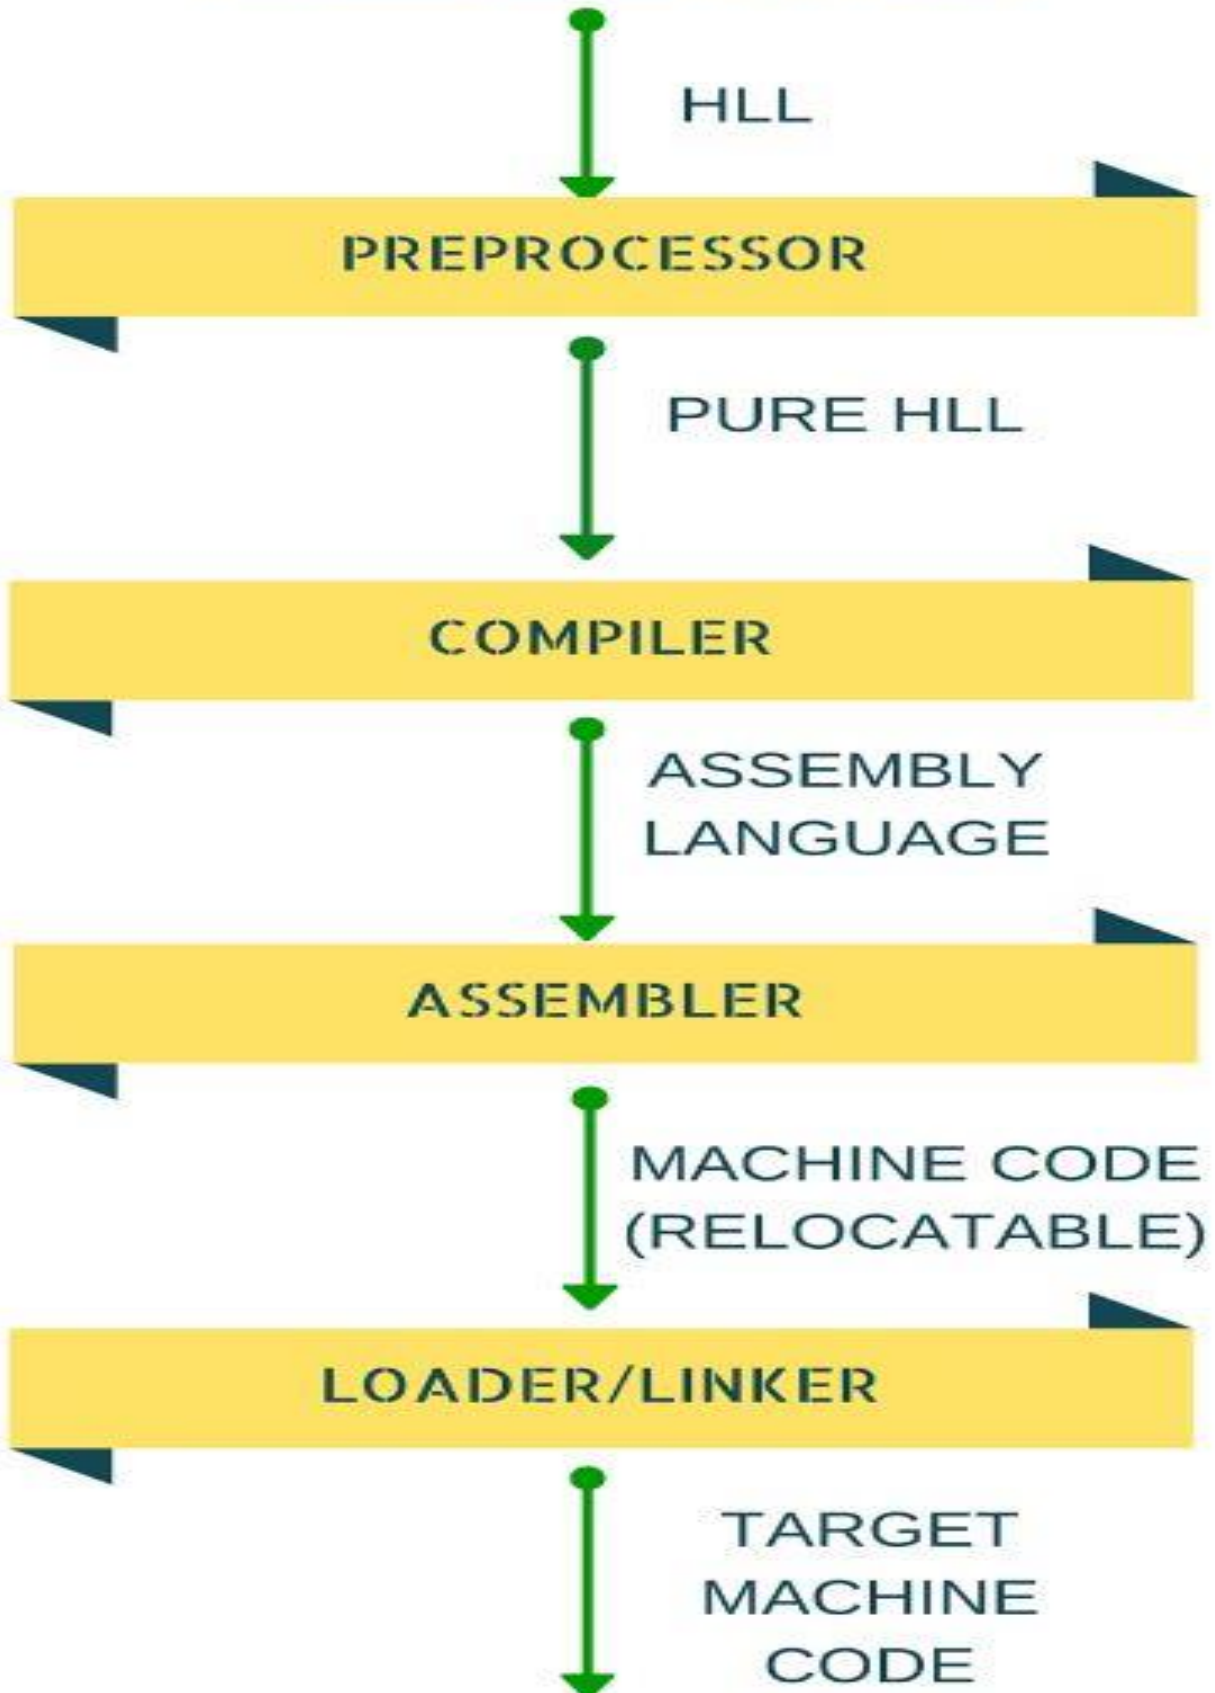 HLL
PREPROCESSOR
PURE HLL
COMPILER
ASSEMBLY
LANGUAGE
ASSEMBLER
MACHINE CODE
(RELOCATABLE)
LOADER/LINKER
TARGET
MACHINE
CODE